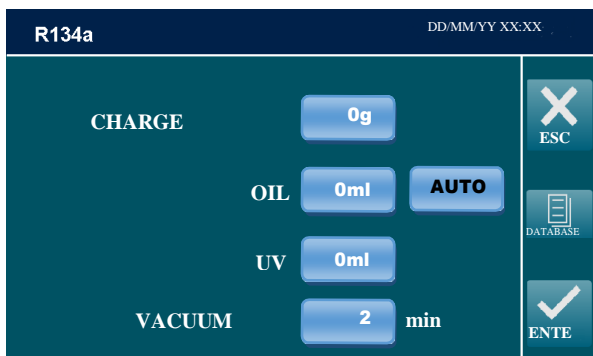 R134a DD/MM/YY XX:XX
CHARGE 0g
ESC
OIL 0ml AUTO
DATABASE
UV 0ml
VACUUM 2 min
ENTE